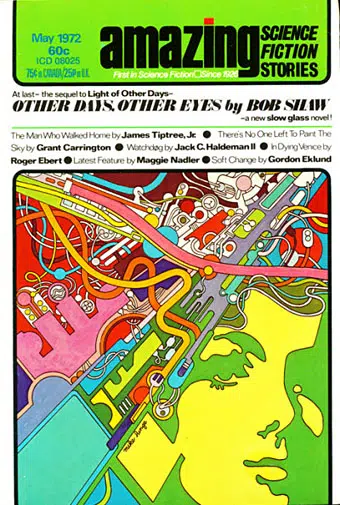 May 1972
60c
ICD 08025
75¢ in CANADA/25P in U.K.
amazing
SCIENCE
FICTION
STORIES
First in Science Fiction□Since 1926
At last– the sequel to Light of Other Days–
OTHER DAYS, OTHER EYES by BOB SHAW
–a new slow glass novel!
The Man Who Walked Home by James Tiptree, Jr. ● There's No One Left To Paint The
Sky by Grant Carrington ● Watchdøg by Jack C. Haldeman II ● In Dying Venice by
Roger Ebert ● Latest Feature by Maggie Nadler ● Soft Change by Gordon Eklund
mike hinge